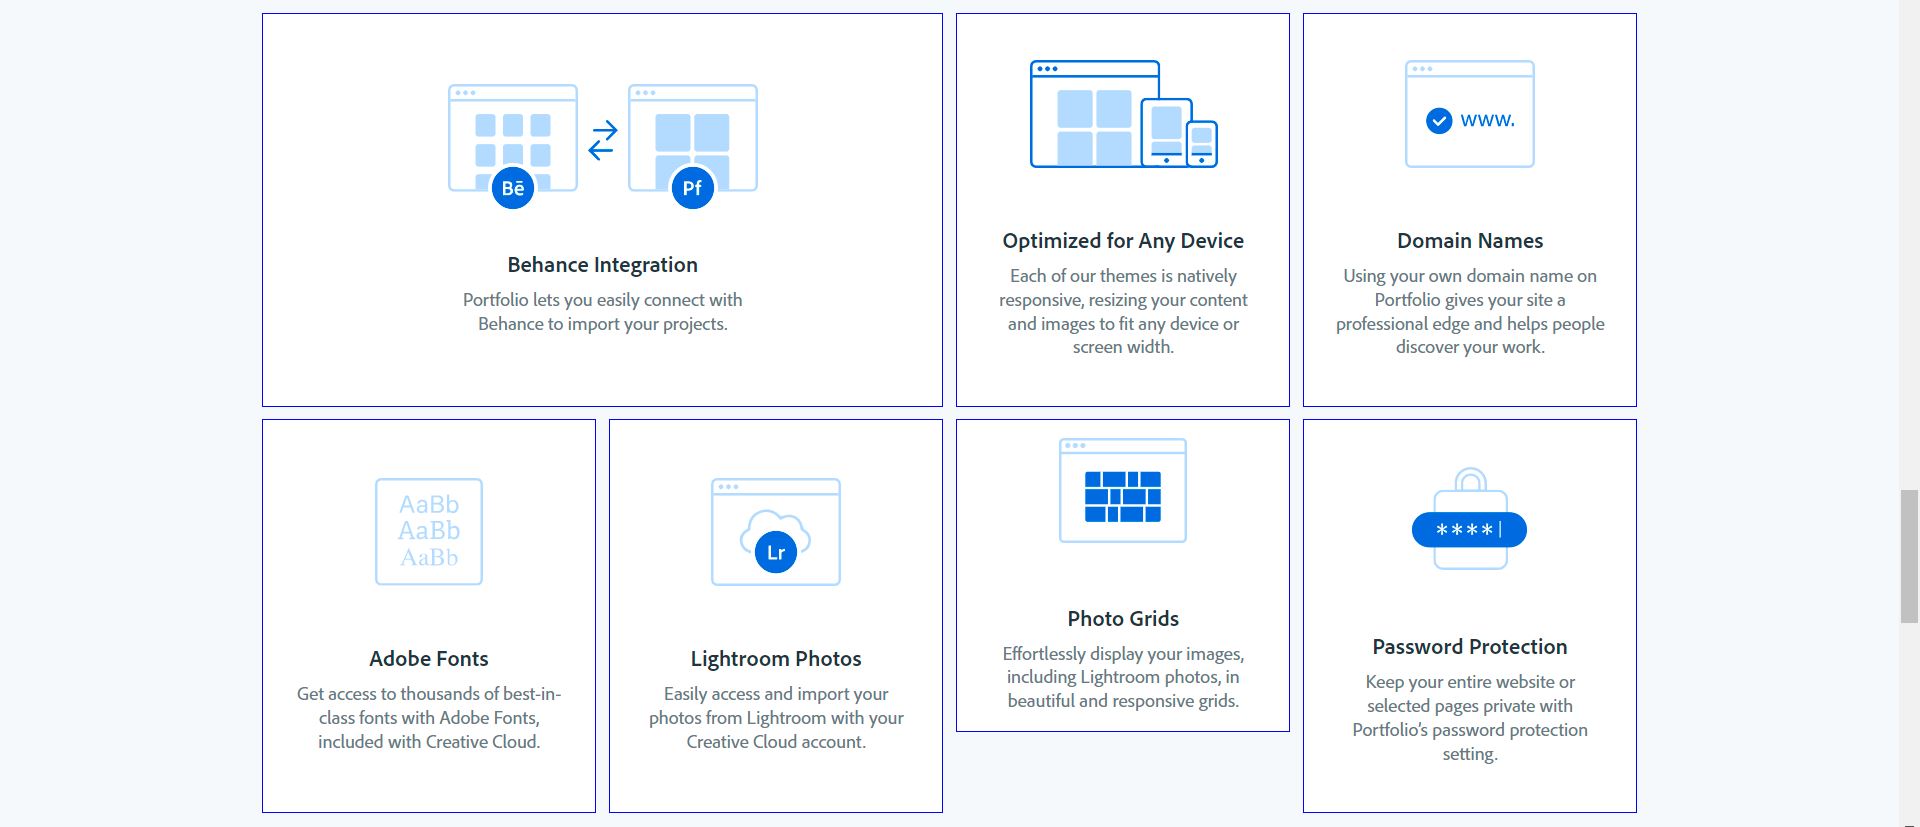 Bē
Pf
Behance Integration
Portfolio lets you easily connect with
Behance to import your projects.
Optimized for Any Device
Each of our themes is natively
responsive, resizing your content
and images to fit any device or
screen width.
www.
Domain Names
Using your own domain name on
Portfolio gives your site a
professional edge and helps people
discover your work.
AaBb
AaBb
AaBb
Adobe Fonts
Get access to thousands of best-in-
class fonts with Adobe Fonts,
included with Creative Cloud.
Lr
Lightroom Photos
Easily access and import your
photos from Lightroom with your
Creative Cloud account.
Photo Grids
Effortlessly display your images,
including Lightroom photos, in
beautiful and responsive grids.
****|
Password Protection
Keep your entire website or
selected pages private with
Portfolio’s password protection
setting.